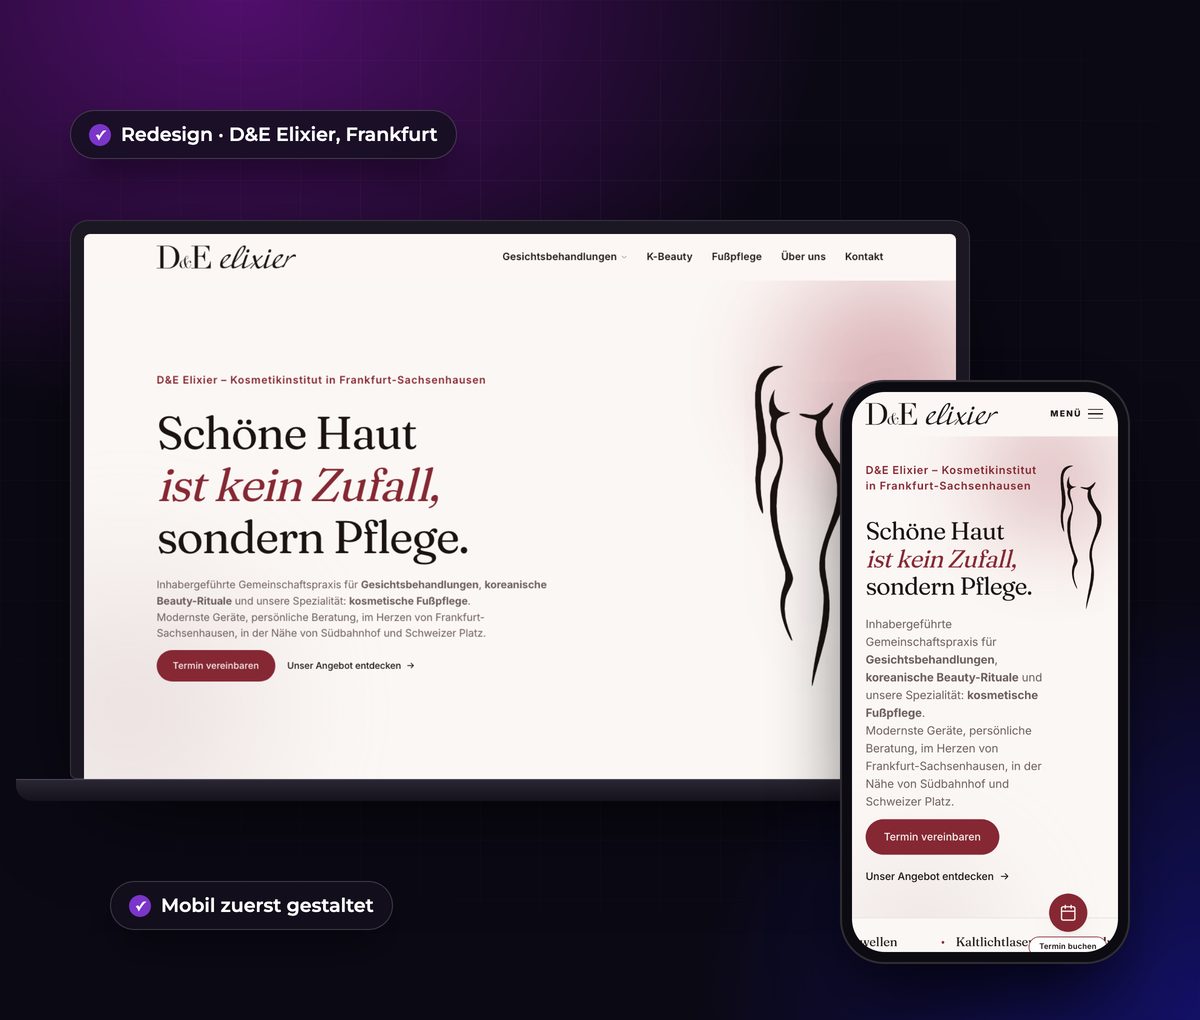 Redesign · D&E Elixier, Frankfurt
D&E elixier
Gesichtsbehandlungen K-Beauty Fußpflege Über uns Kontakt
D&E Elixier – Kosmetikinstitut in Frankfurt-Sachsenhausen
Schöne Haut
ist kein Zufall,
sondern Pflege.
Inhabergeführte Gemeinschaftspraxis für Gesichtsbehandlungen, koreanische
Beauty-Rituale und unsere Spezialität: kosmetische Fußpflege.
Modernste Geräte, persönliche Beratung, im Herzen von Frankfurt-
Sachsenhausen, in der Nähe von Südbahnhof und Schweizer Platz.
Termin vereinbaren Unser Angebot entdecken →
D&E elixier MENÜ
D&E Elixier – Kosmetikinstitut
in Frankfurt-Sachsenhausen
Schöne Haut
ist kein Zufall,
sondern Pflege.
Inhabergeführte
Gemeinschaftspraxis für
Gesichtsbehandlungen,
koreanische Beauty-Rituale und
unsere Spezialität: kosmetische
Fußpflege.
Modernste Geräte, persönliche
Beratung, im Herzen von
Frankfurt-Sachsenhausen, in der
Nähe von Südbahnhof und
Schweizer Platz.
Termin vereinbaren
Unser Angebot entdecken →
wellen • Kaltlichtlaser
Termin buchen
Mobil zuerst gestaltet